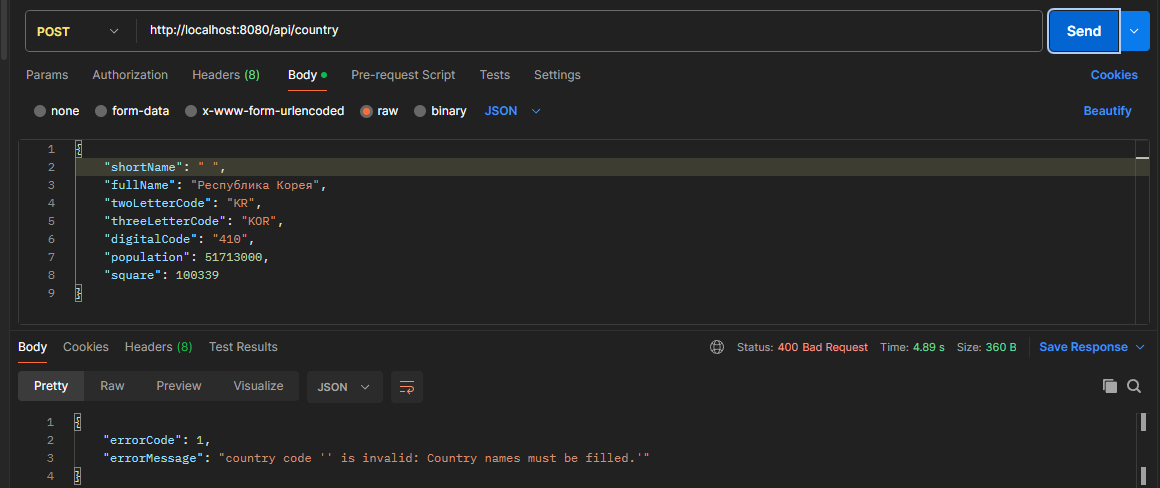 POST http://localhost:8080/api/country Send
Params Authorization Headers (8) Body Pre-request Script Tests Settings Cookies
none form-data x-www-form-urlencoded raw binary JSON Beautify
1 {
2 "shortName": " ",
3 "fullName": "Республика Корея",
4 "twoLetterCode": "KR",
5 "threeLetterCode": "KOR",
6 "digitalCode": "410",
7 "population": 51713000,
8 "square": 100339
9 }
Body Cookies Headers (8) Test Results Status: 400 Bad Request Time: 4.89 s Size: 360 B Save Response
Pretty Raw Preview Visualize JSON
1 {
2 "errorCode": 1,
3 "errorMessage": "country code '' is invalid: Country names must be filled.'"
4 }